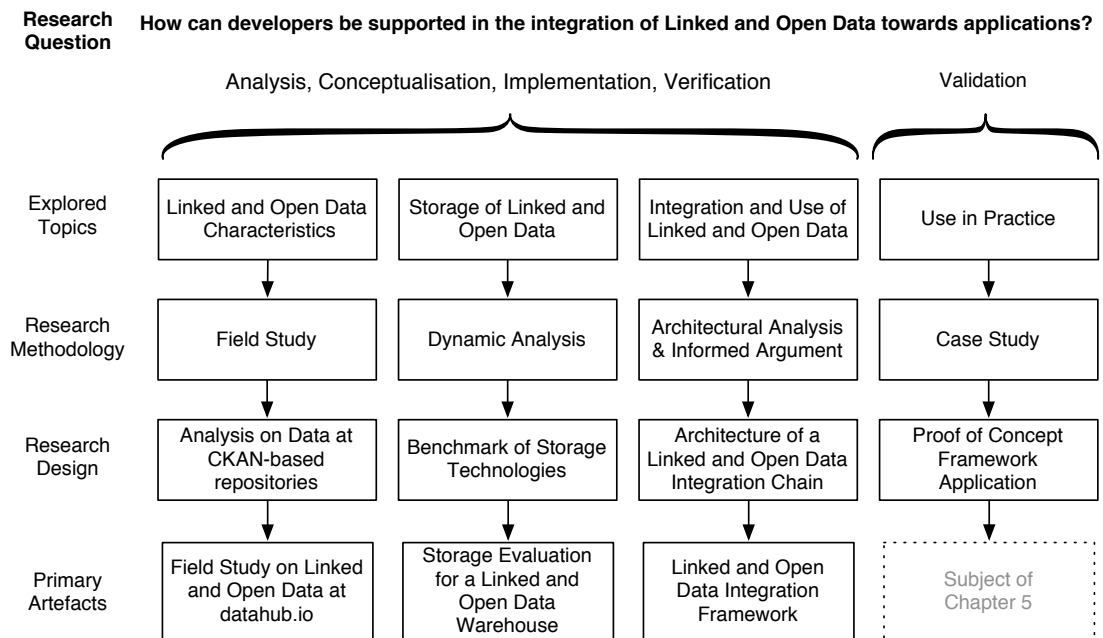 Research
Question
How can developers be supported in the integration of Linked and Open Data towards applications?
Analysis, Conceptualisation, Implementation, Verification
Validation
Explored
Topics
Linked and Open Data
Characteristics
Storage of Linked and
Open Data
Integration and Use of
Linked and Open Data
Use in Practice
Research
Methodology
Field Study
Dynamic Analysis
Architectural Analysis
& Informed Argument
Case Study
Research
Design
Analysis on Data at
CKAN-based
repositories
Benchmark of Storage
Technologies
Architecture of a
Linked and Open Data
Integration Chain
Proof of Concept
Framework
Application
Primary
Artefacts
Field Study on Linked
and Open Data at
datahub.io
Storage Evaluation
for a Linked and
Open Data
Warehouse
Linked and Open
Data Integration
Framework
Subject of
Chapter 5